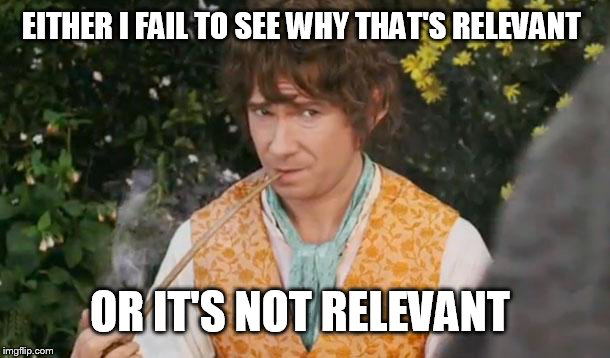 EITHER I FAIL TO SEE WHY THAT'S RELEVANT
OR IT'S NOT RELEVANT
imgflip.com